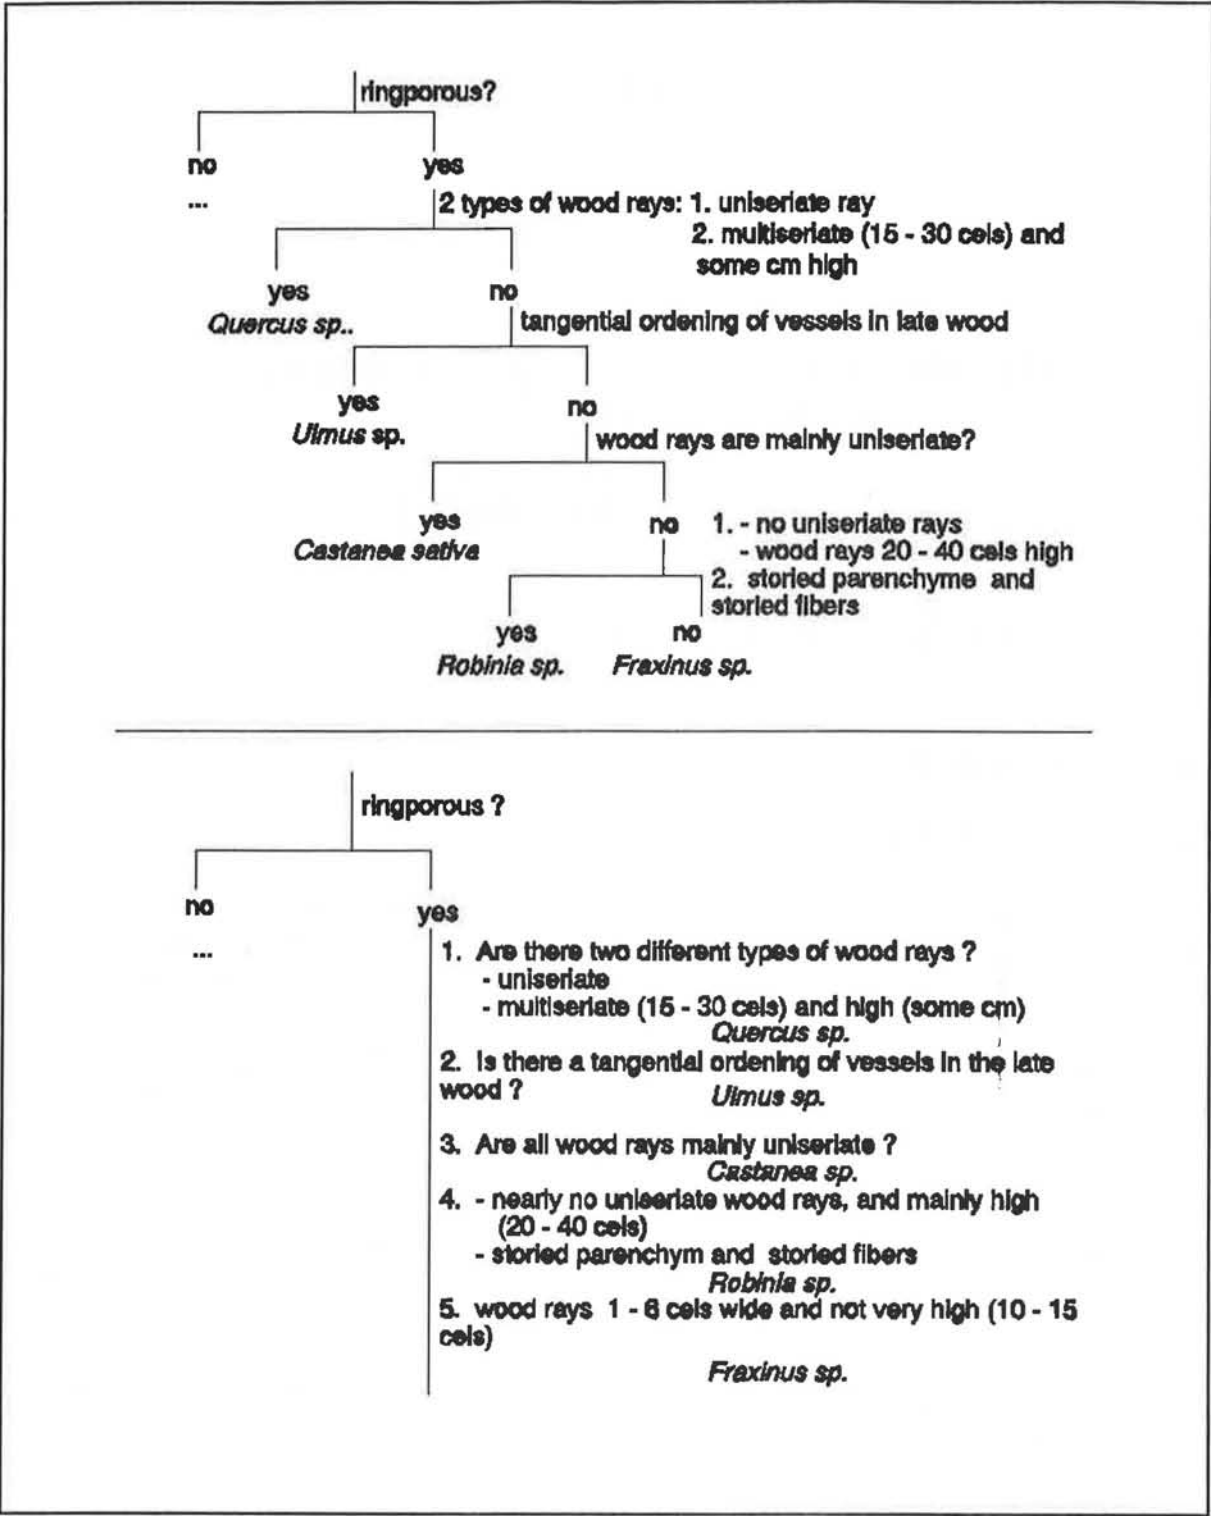 ringporous?
no yes
...
2 types of wood rays: 1. uniseriate ray
2. multiseriate (15 - 30 cels) and
some cm high
yes no
Quercus sp..
tangential ordening of vessels in late wood
yes no
Ulmus sp.
wood rays are mainly uniseriate?
yes no
Castanea sativa
1. - no uniseriate rays
- wood rays 20 - 40 cels high
2. storied parenchyme and
storied fibers
yes no
Robinia sp. Fraxinus sp.
ringporous ?
no yes
...
1. Are there two different types of wood rays ?
- uniseriate
- multiseriate (15 - 30 cels) and high (some cm)
Quercus sp.
2. Is there a tangential ordening of vessels in the late
wood ?
Ulmus sp.
3. Are all wood rays mainly uniseriate ?
Castanea sp.
4. - nearly no uniseriate wood rays, and mainly high
(20 - 40 cels)
- storied parenchym and storied fibers
Robinia sp.
5. wood rays 1 - 6 cels wide and not very high (10 - 15
cels)
Fraxinus sp.